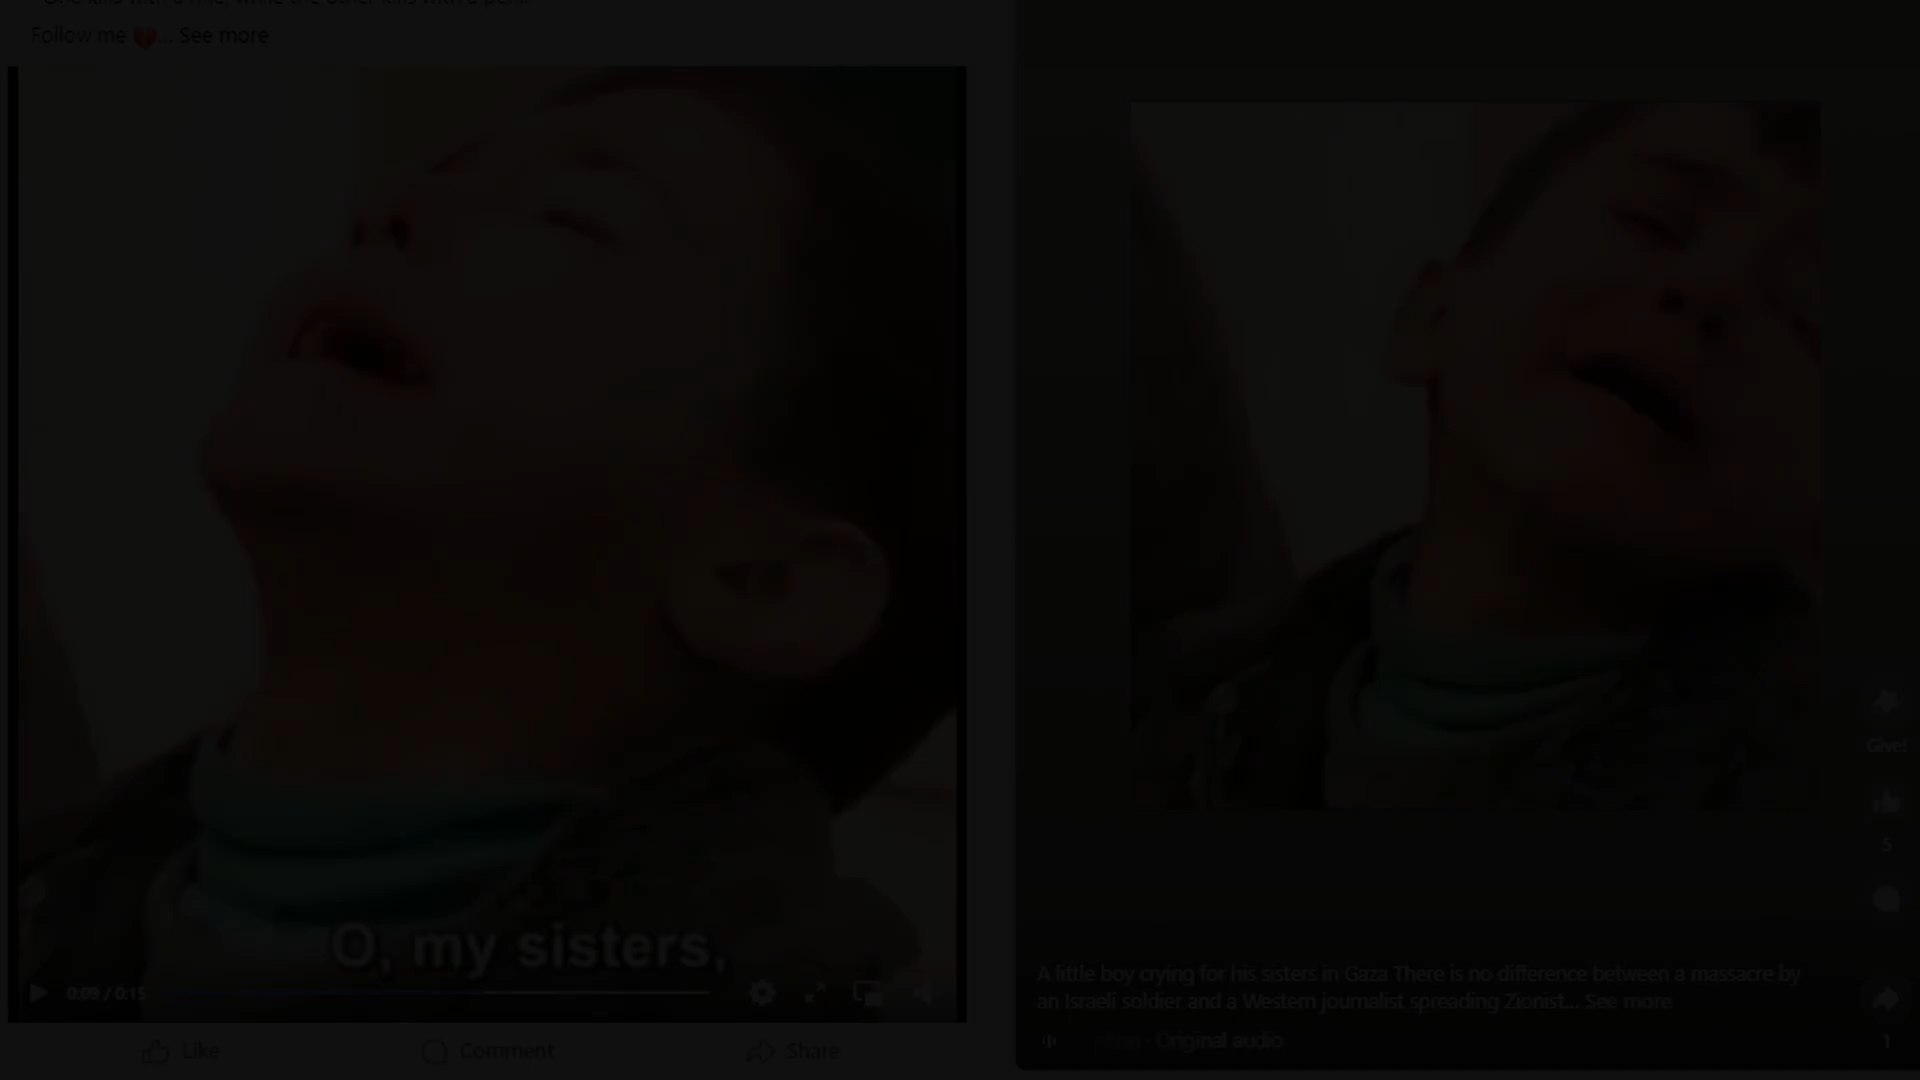 Follow me ... See more
O, my sisters,
0:09 / 0:15
Like
Comment
Share
Give!
5
A little boy crying for his sisters in Gaza There is no difference between a massacre by
an Israeli soldier and a Western journalist spreading Zionist... See more
· Original audio
1